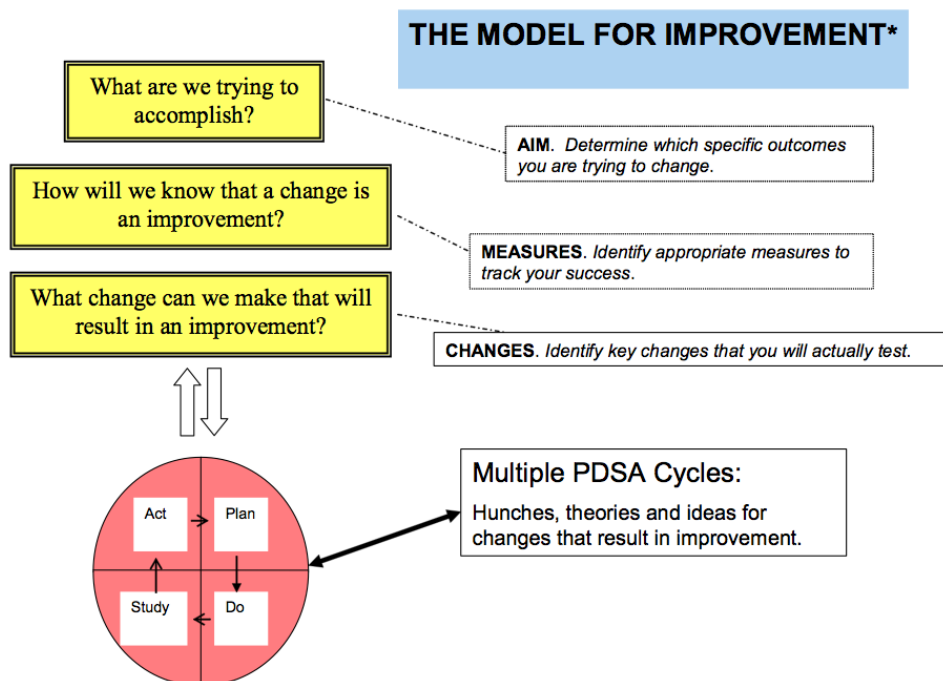 THE MODEL FOR IMPROVEMENT*
What are we trying to
accomplish?
AIM. Determine which specific outcomes
you are trying to change.
How will we know that a change is
an improvement?
MEASURES. Identify appropriate measures to
track your success.
What change can we make that will
result in an improvement?
CHANGES. Identify key changes that you will actually test.
Multiple PDSA Cycles:
Hunches, theories and ideas for
changes that result in improvement.
Act
Plan
Study
Do